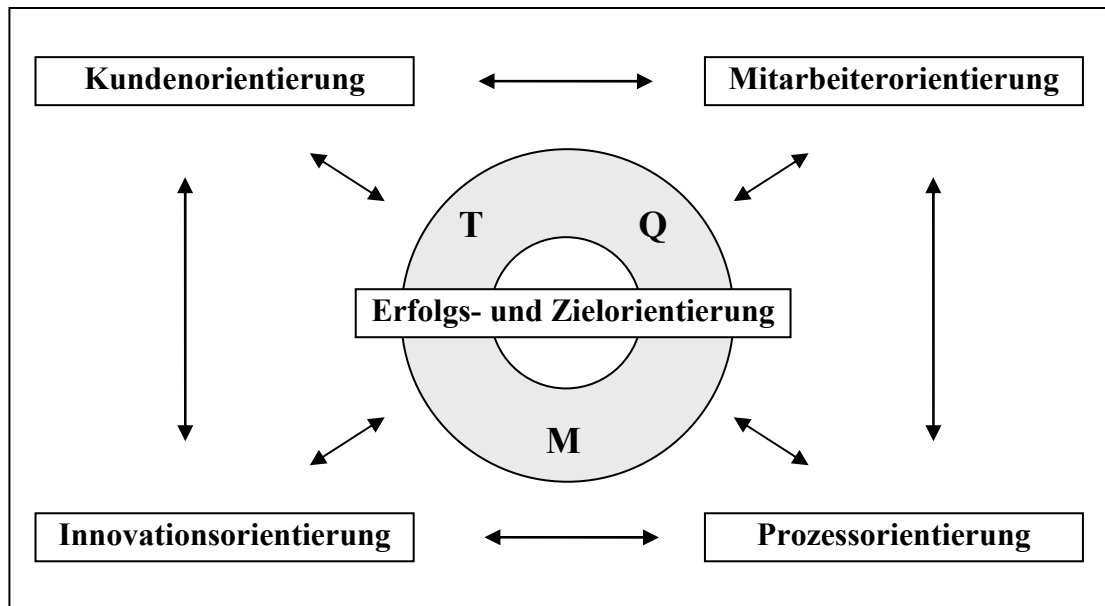 Kundenorientierung
Mitarbeiterorientierung
T
Q
Erfolgs- und Zielorientierung
M
Innovationsorientierung
Prozessorientierung